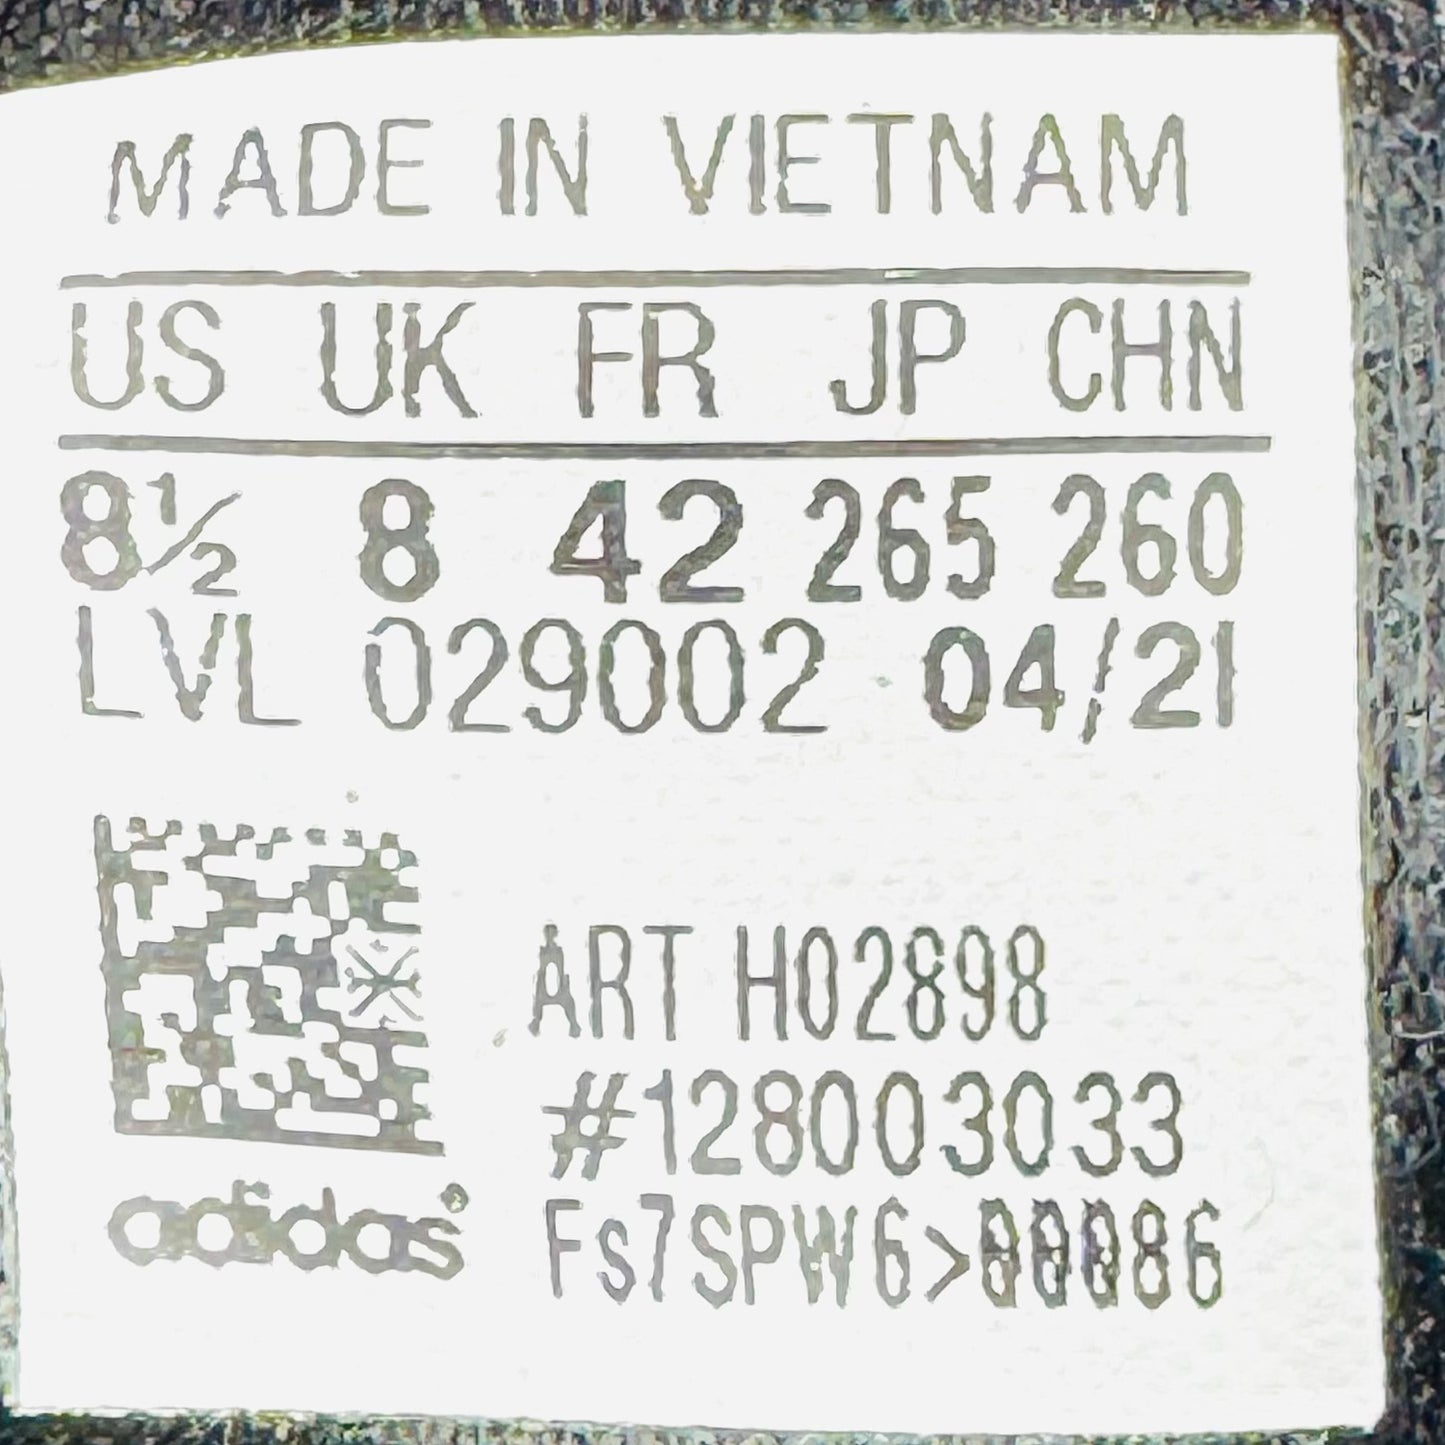 MADE IN VIETNAM
US UK FR JP CHN
8½ 8 42 265 260
LVL 029002 04/21
ART H02898
#128003033
adidas®